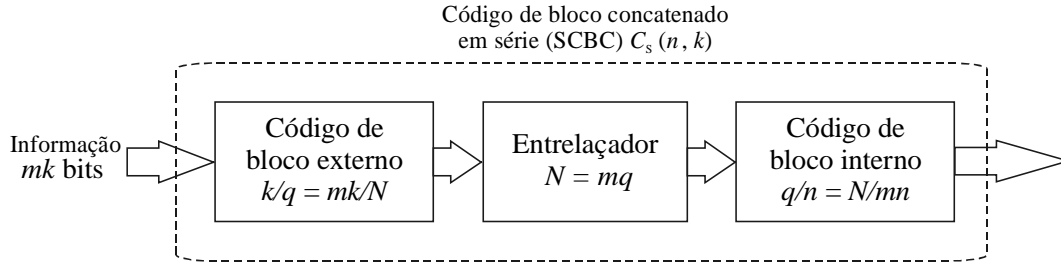 Código de bloco concatenado
em série (SCBC) Cs (n, k)
Informação
mk bits
Código de
bloco externo
k/q = mk/N
Entrelaçador
N = mq
Código de
bloco interno
q/n = N/mn